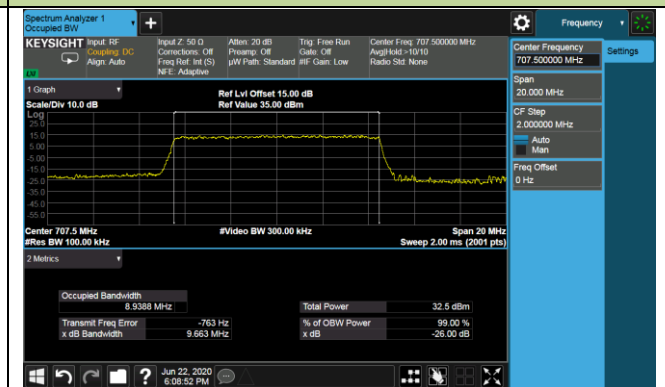 Spectrum Analyzer 1
Occupied BW
Frequency
KEYSIGHT Input: RF
Coupling: DC
Align: Auto
Input Z: 50 Ω
Corrections: Off
Freq Ref: Int (S)
NFE: Adaptive
Atten: 20 dB
Preamp: Off
µW Path: Standard
Trig: Free Run
Gate: Off
#IF Gain: Low
Center Freq: 707.500000 MHz
Avg|Hold:>10/10
Radio Std: None
Center Frequency
707.500000 MHz
Settings
Span
20.000 MHz
CF Step
2.000000 MHz
Auto
Man
Freq Offset
0 Hz
1 Graph
Scale/Div 10.0 dB
Ref Lvl Offset 15.00 dB
Ref Value 35.00 dBm
Log
25.0
15.0
5.00
-5.00
-15.0
-25.0
-35.0
-45.0
-55.0
Center 707.5 MHz
#Video BW 300.00 kHz
Span 20 MHz
#Res BW 100.00 kHz
Sweep 2.00 ms (2001 pts)
2 Metrics
Occupied Bandwidth
8.9388 MHz
Total Power
32.5 dBm
Transmit Freq Error
-763 Hz
% of OBW Power
99.00 %
x dB Bandwidth
9.663 MHz
x dB
-26.00 dB
Jun 22, 2020
6:08:52 PM